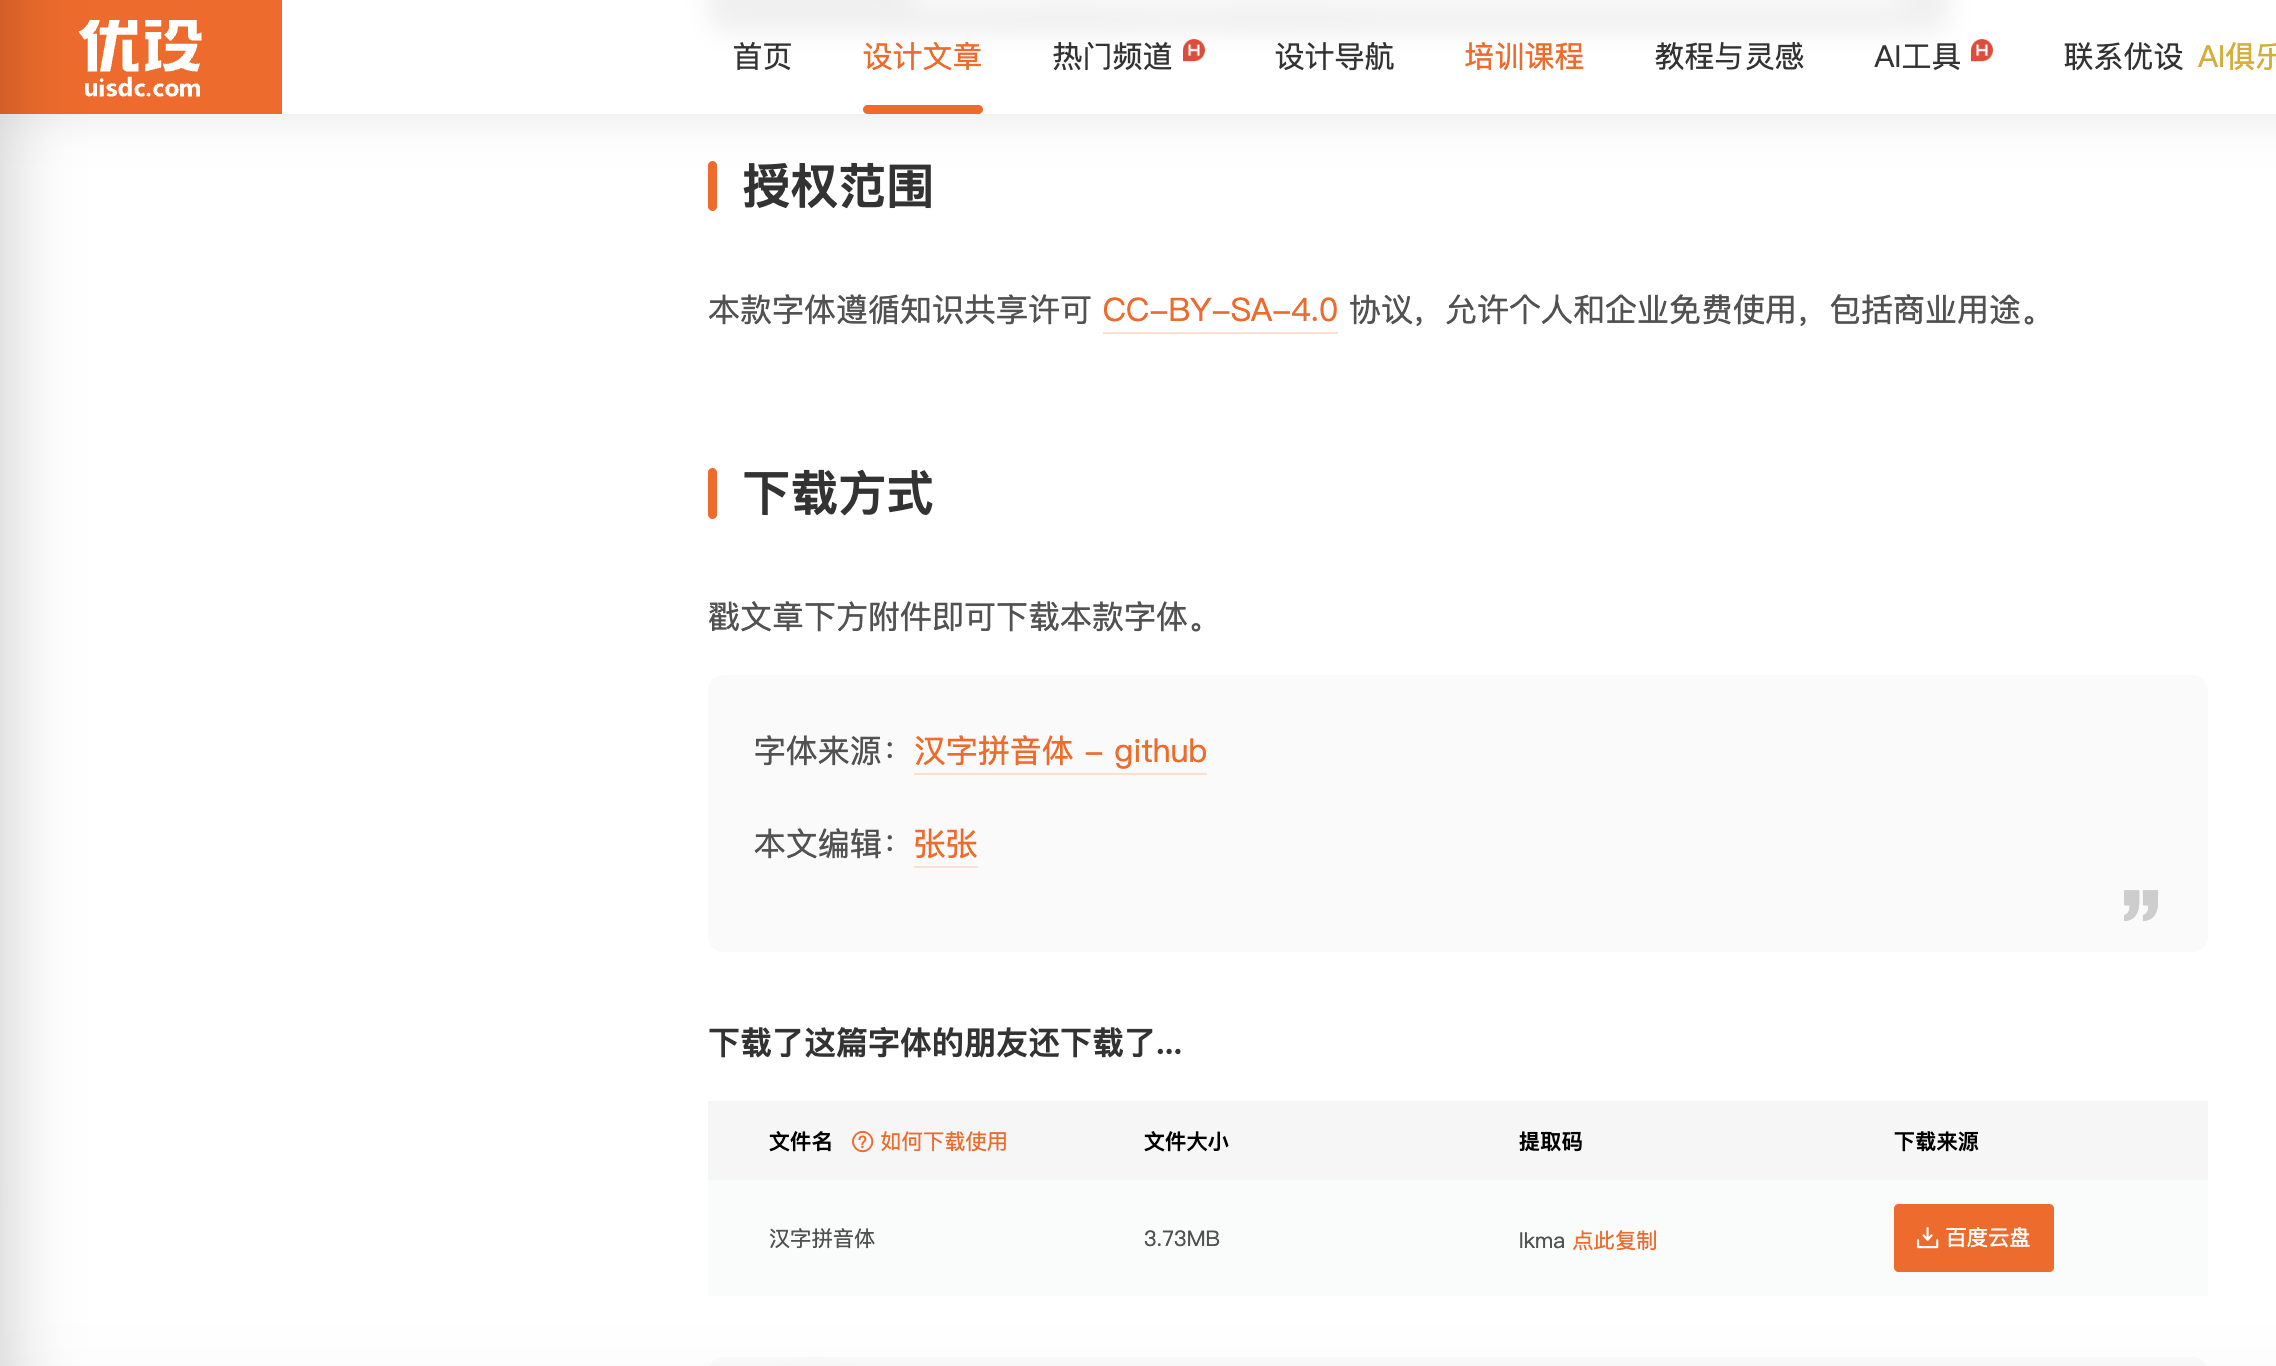 优设
uisdc.com
首页 设计文章 热门频道 H 设计导航 培训课程 教程与灵感 AI工具 H 联系优设 AI俱乐
授权范围
本款字体遵循知识共享许可 CC-BY-SA-4.0 协议，允许个人和企业免费使用，包括商业用途。
下载方式
戳文章下方附件即可下载本款字体。
字体来源：汉字拼音体 - github
本文编辑：张张
下载了这篇字体的朋友还下载了...
文件名 ? 如何下载使用 文件大小 提取码 下载来源
汉字拼音体 3.73MB lkma 点此复制 百度云盘